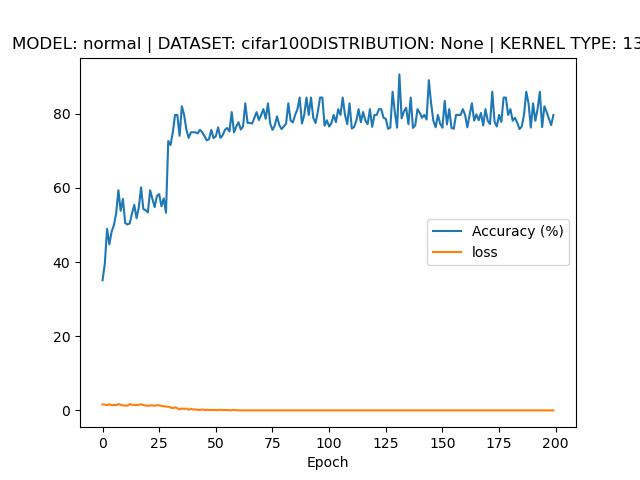 MODEL: normal | DATASET: cifar100DISTRIBUTION: None | KERNEL TYPE: 13
80
60
40
20
0
Accuracy (%)
loss
0 25 50 75 100 125 150 175 200
Epoch